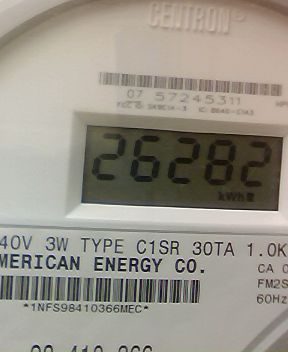 CENTRON
07 57245311
26282
kWh
40V 3W TYPE C1SR 30TA 1.0K
MERICAN ENERGY CO.
CA 0
FM2S
60Hz
*1NFS98410366MEC*